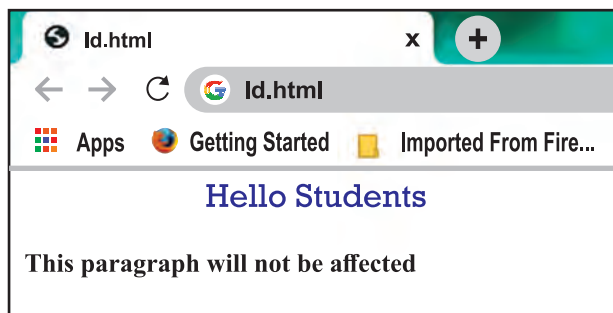 Id.html x +
Id.html
Apps Getting Started Imported From Fire...
Hello Students
This paragraph will not be affected